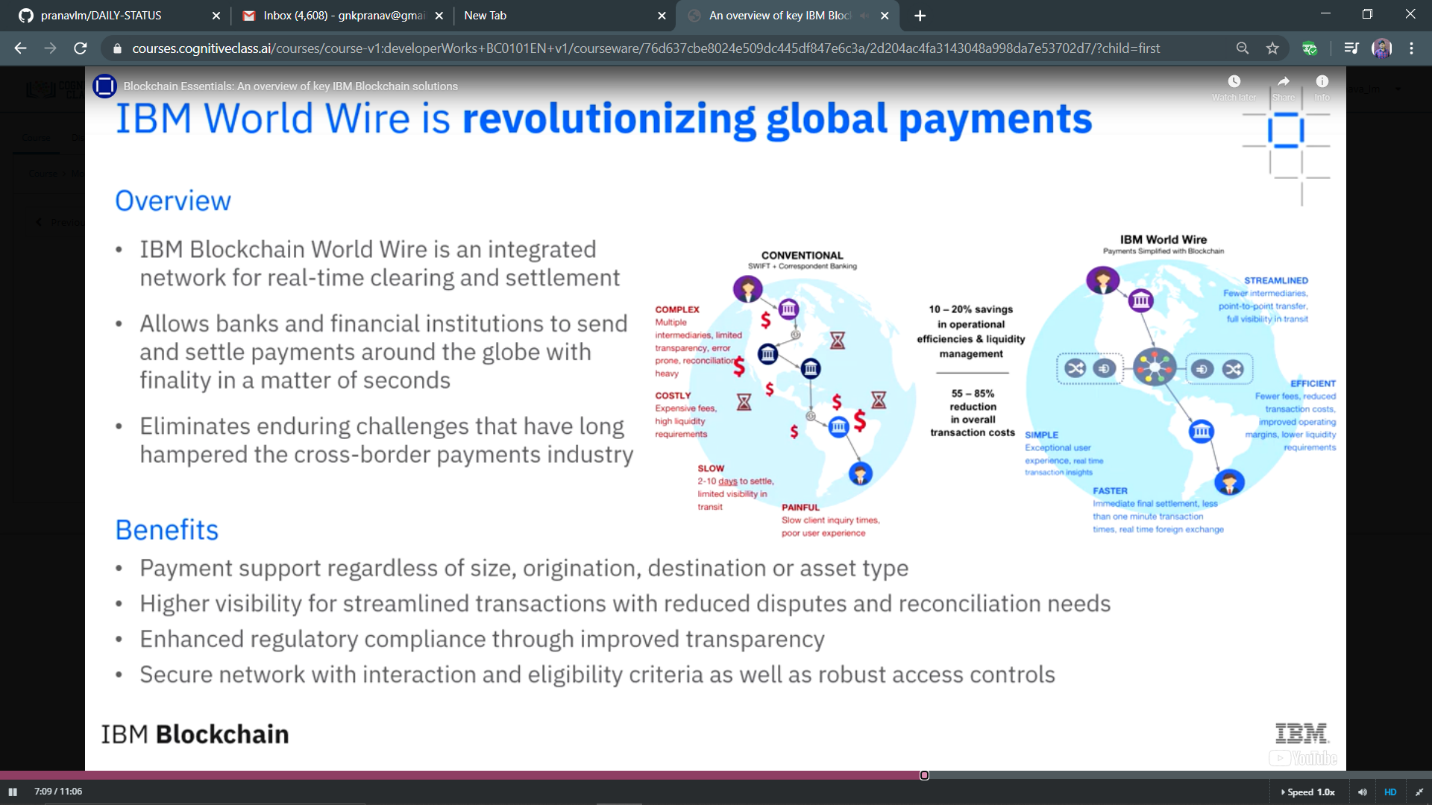 pranavlm/DAILY-STATUS
Inbox (4,608) - gnkpranav@gmai
New Tab
An overview of key IBM Bloc
courses.cognitiveclass.ai/courses/course-v1:developerWorks+BC0101EN+v1/courseware/76d637cbe8024e509dc445df847e6c3a/2d204ac4fa3143048a998da7e53702d7/?child=first
Blockchain Essentials: An overview of key IBM Blockchain solutions
Watch later
Share
Info
IBM World Wire is revolutionizing global payments
Overview
• IBM Blockchain World Wire is an integrated
network for real-time clearing and settlement
• Allows banks and financial institutions to send
and settle payments around the globe with
finality in a matter of seconds
• Eliminates enduring challenges that have long
hampered the cross-border payments industry
CONVENTIONAL
SWIFT + Correspondent Banking
COMPLEX
Multiple
intermediaries, limited
transparency, error
prone, reconciliation
heavy
COSTLY
Expensive fees,
high liquidity
requirements
SLOW
2-10 days to settle,
limited visibility in
transit
PAINFUL
Slow client inquiry times,
poor user experience
10 – 20% savings
in operational
efficiencies & liquidity
management
55 – 85%
reduction
in overall
transaction costs
IBM World Wire
Payments Simplified with Blockchain
STREAMLINED
Fewer intermediaries,
point-to-point transfer,
full visibility in transit
EFFICIENT
Fewer fees, reduced
transaction costs,
improved operating
margins, lower liquidity
requirements
SIMPLE
Exceptional user
experience, real time
transaction insights
FASTER
Immediate final settlement, less
than one minute transaction
times, real time foreign exchange
Benefits
• Payment support regardless of size, origination, destination or asset type
• Higher visibility for streamlined transactions with reduced disputes and reconciliation needs
• Enhanced regulatory compliance through improved transparency
• Secure network with interaction and eligibility criteria as well as robust access controls
IBM Blockchain
IBM
YouTube
7:09 / 11:06
Speed 1.0x
HD